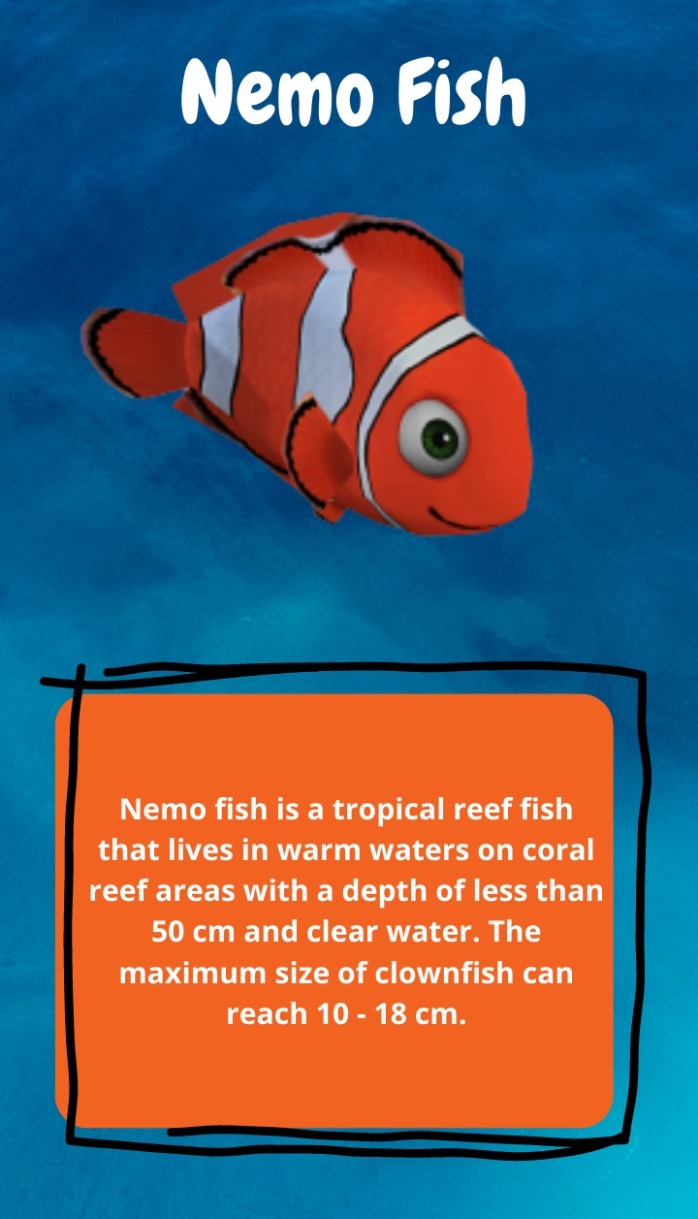 Nemo Fish
Nemo fish is a tropical reef fish
that lives in warm waters on coral
reef areas with a depth of less than
50 cm and clear water. The
maximum size of clownfish can
reach 10 - 18 cm.